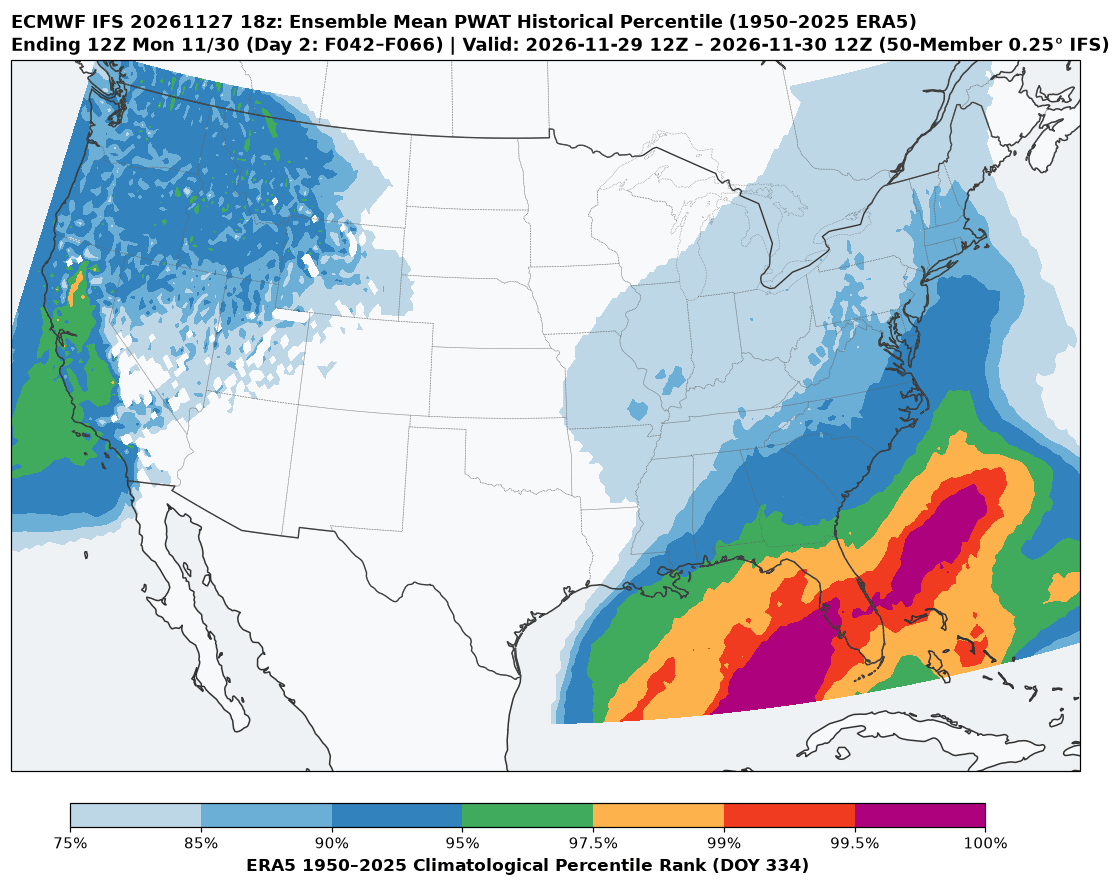 ECMWF IFS 20261127 18z: Ensemble Mean PWAT Historical Percentile (1950–2025 ERA5)
Ending 12Z Mon 11/30 (Day 2: F042–F066) | Valid: 2026-11-29 12Z – 2026-11-30 12Z (50-Member 0.25° IFS)
75% 85% 90% 95% 97.5% 99% 99.5% 100%
ERA5 1950–2025 Climatological Percentile Rank (DOY 334)